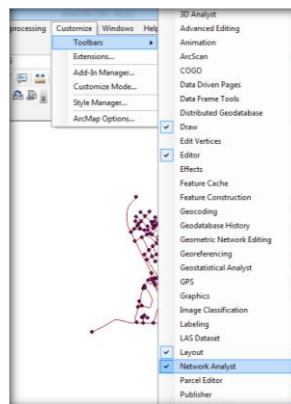 processing Customize Windows Help
Toolbars
Extensions...
Add-In Manager...
Customize Mode...
Style Manager...
ArcMap Options...
3D Analyst
Advanced Editing
Animation
ArcScan
COGO
Data Driven Pages
Data Frame Tools
Distributed Geodatabase
Draw
Edit Vertices
Editor
Effects
Feature Cache
Feature Construction
Geocoding
Geodatabase History
Geometric Network Editing
Georeferencing
Geostatistical Analyst
GPS
Graphics
Image Classification
Labeling
LAS Dataset
Layout
Network Analyst
Parcel Editor
Publisher